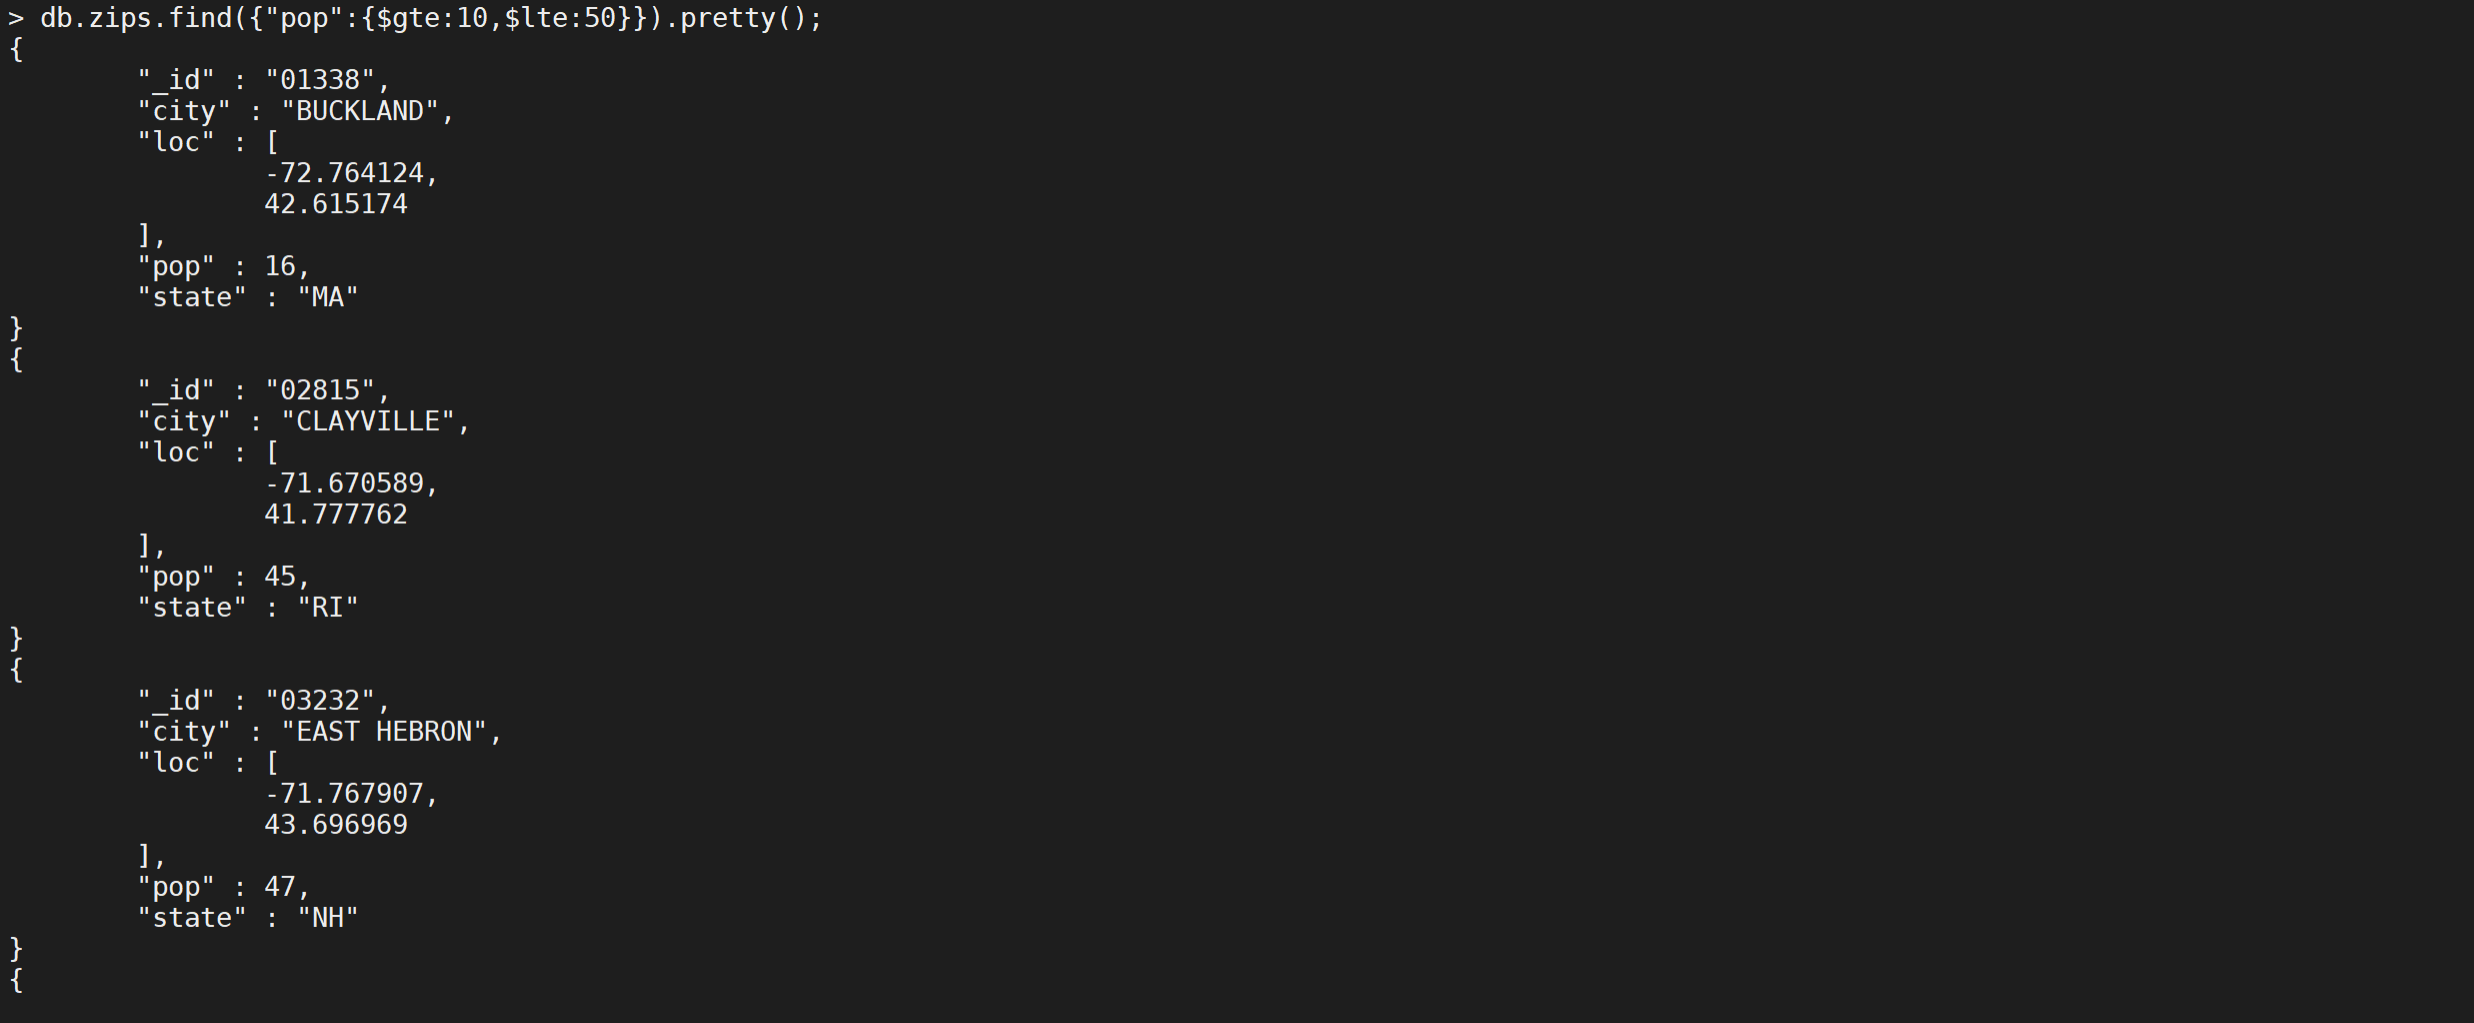 > db.zips.find({"pop":{$gte:10,$lte:50}}).pretty();
{
        "_id" : "01338",
        "city" : "BUCKLAND",
        "loc" : [
                -72.764124,
                42.615174
        ],
        "pop" : 16,
        "state" : "MA"
}
{
        "_id" : "02815",
        "city" : "CLAYVILLE",
        "loc" : [
                -71.670589,
                41.777762
        ],
        "pop" : 45,
        "state" : "RI"
}
{
        "_id" : "03232",
        "city" : "EAST HEBRON",
        "loc" : [
                -71.767907,
                43.696969
        ],
        "pop" : 47,
        "state" : "NH"
}
{